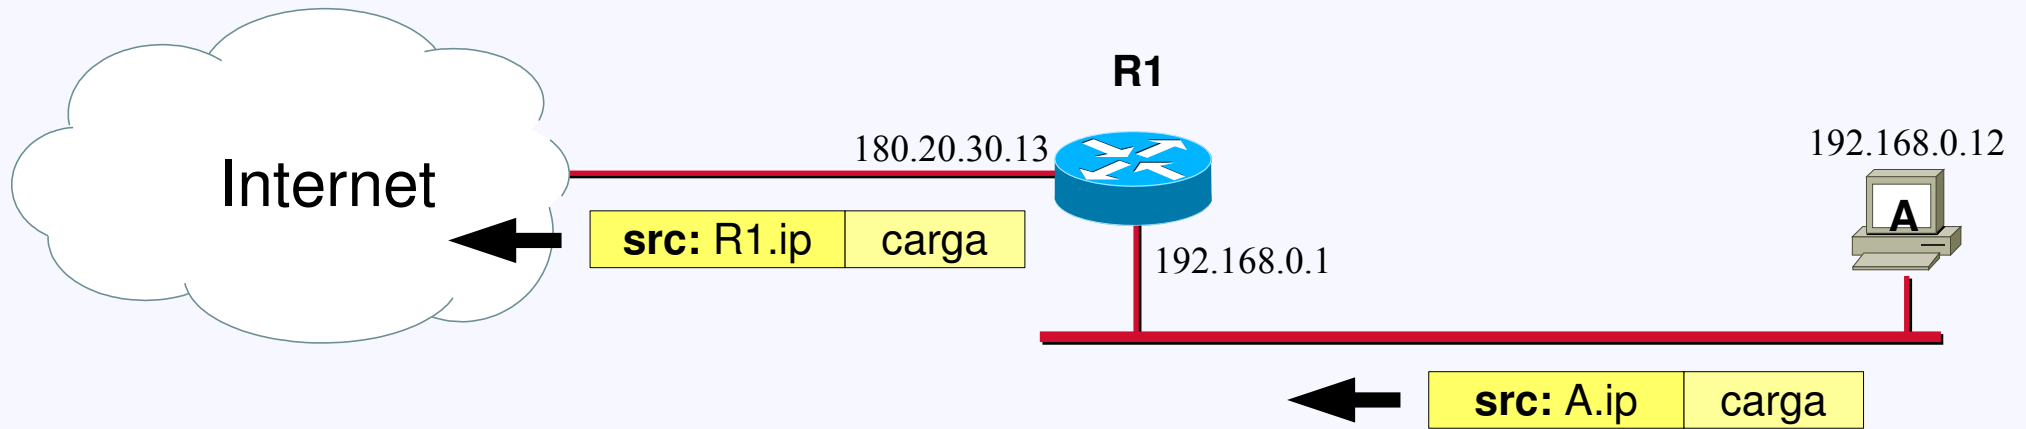 R1
180.20.30.13
192.168.0.12
Internet
A
src: R1.ip carga
192.168.0.1
src: A.ip carga